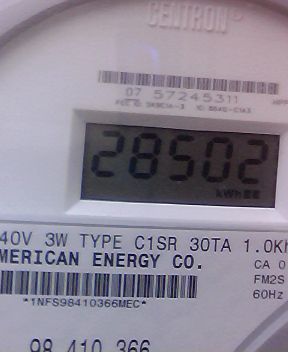 CENTRON®
07 57245311
28502
kWh
40V 3W TYPE C1SR 30TA 1.0Kh
MERICAN ENERGY CO.
CA 0
FM2S
60Hz
*1NFS98410366MEC*
98 410 366